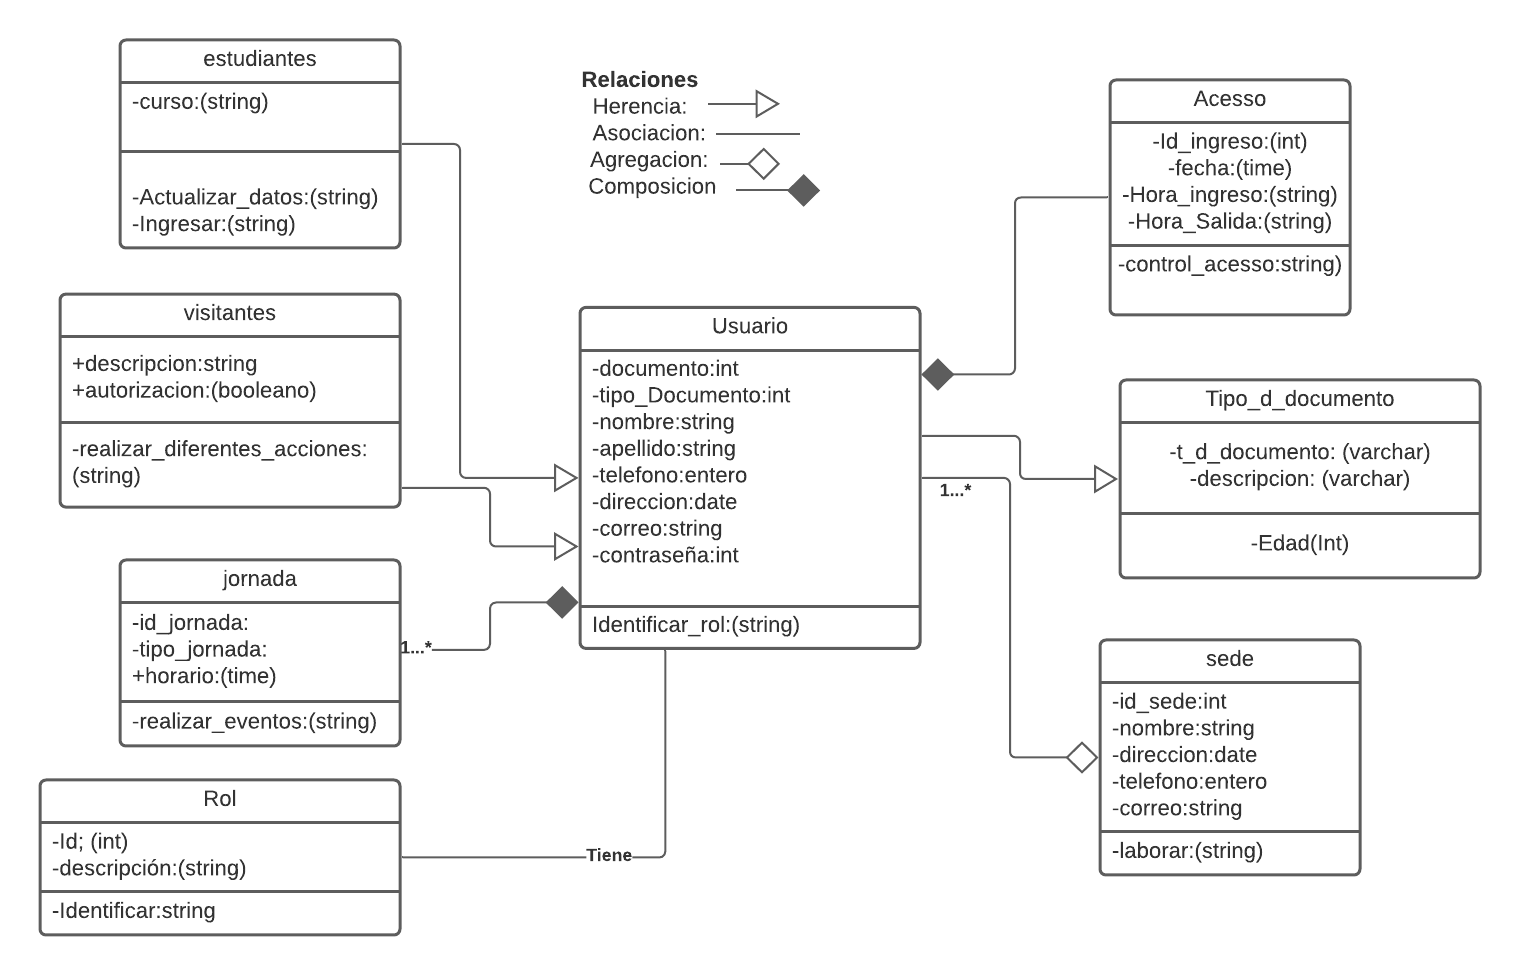 estudiantes
-curso:(string)
-Actualizar_datos:(string)
-Ingresar:(string)
visitantes
+descripcion:string
+autorizacion:(booleano)
-realizar_diferentes_acciones:
(string)
jornada
-id_jornada:
-tipo_jornada:
+horario:(time)
-realizar_eventos:(string)
1...*
Rol
-Id; (int)
-descripción:(string)
-Identificar:string
Tiene
Relaciones
Herencia:
Asociacion:
Agregacion:
Composicion
Usuario
-documento:int
-tipo_Documento:int
-nombre:string
-apellido:string
-telefono:entero
-direccion:date
-correo:string
-contraseña:int
Identificar_rol:(string)
1...*
Acesso
-Id_ingreso:(int)
-fecha:(time)
-Hora_ingreso:(string)
-Hora_Salida:(string)
-control_acesso:string)
Tipo_d_documento
-t_d_documento: (varchar)
-descripcion: (varchar)
-Edad(Int)
sede
-id_sede:int
-nombre:string
-direccion:date
-telefono:entero
-correo:string
-laborar:(string)